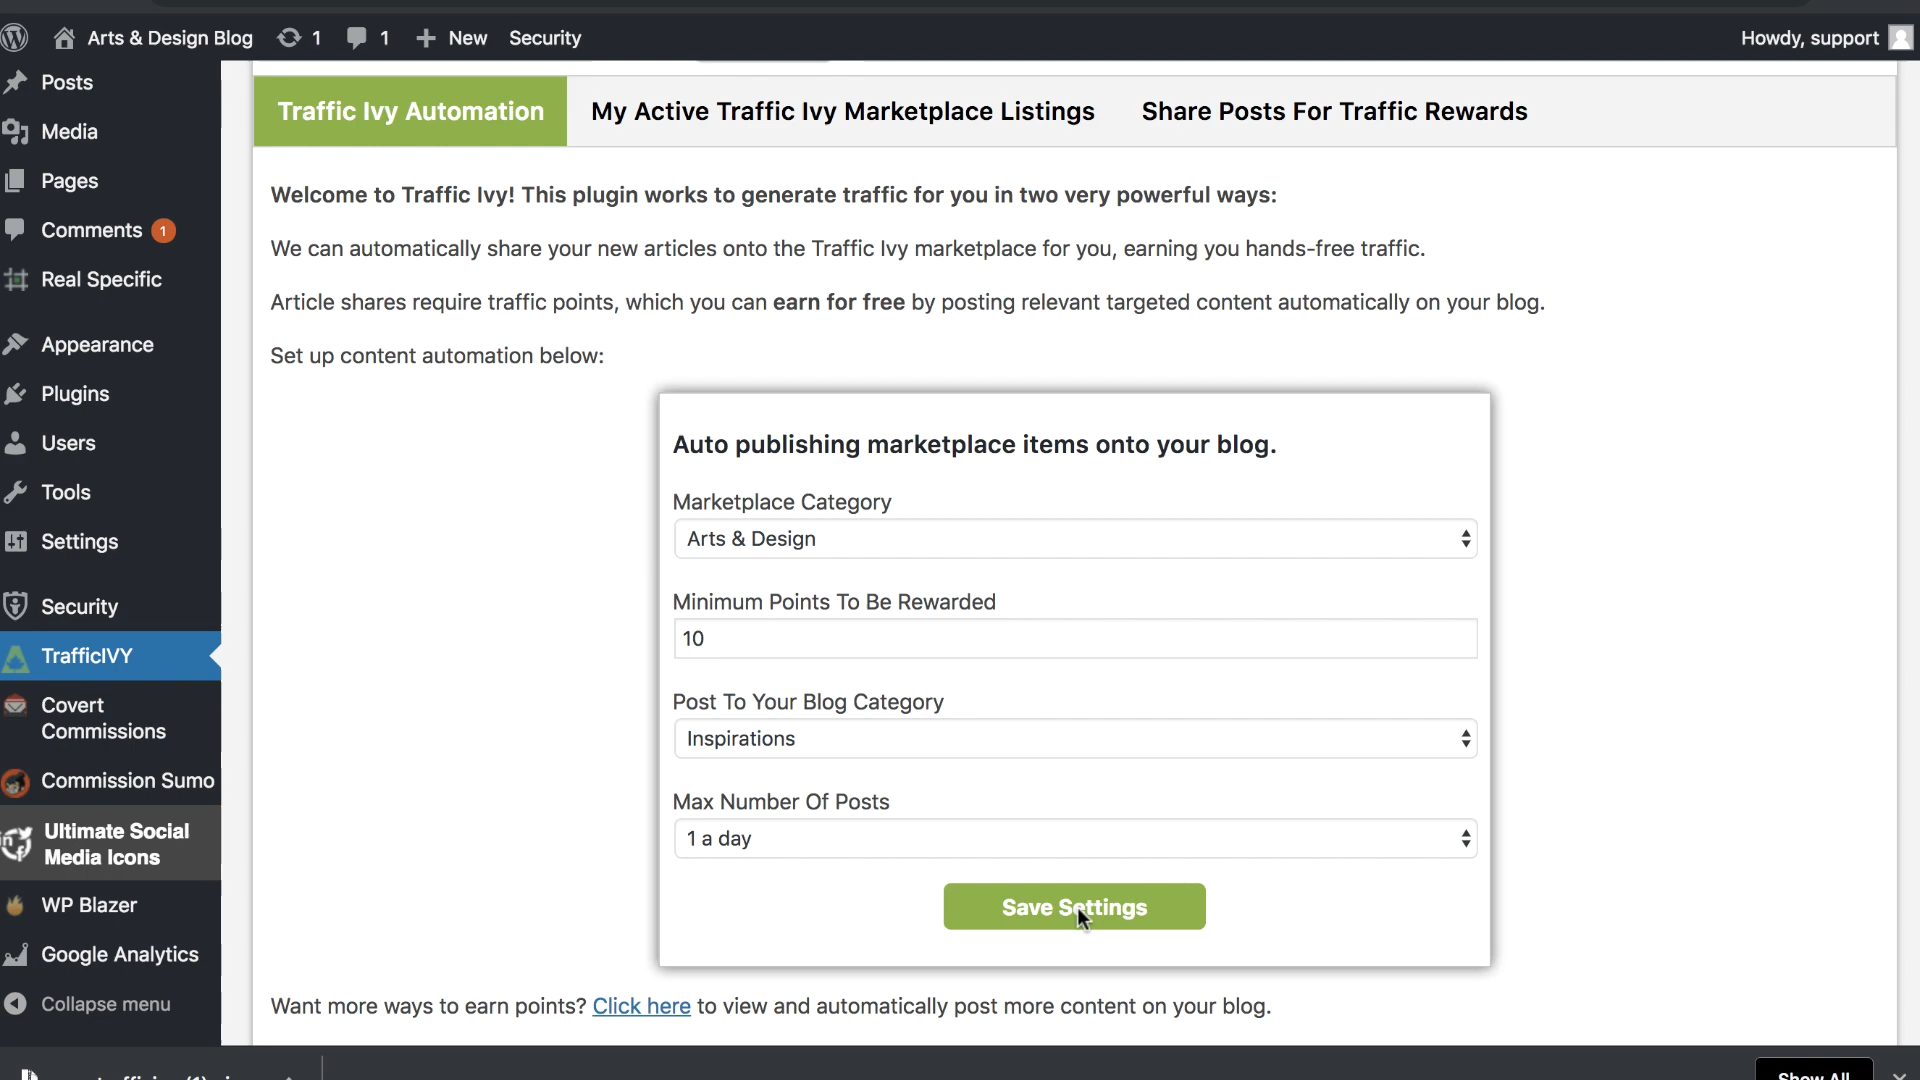 Arts & Design Blog 1 1 New Security Howdy, support
Posts
Media
Pages
Comments 1
Real Specific
Appearance
Plugins
Users
Tools
Settings
Security
TrafficIVY
Covert
Commissions
Commission Sumo
Ultimate Social
Media Icons
WP Blazer
Google Analytics
Collapse menu
Traffic Ivy Automation My Active Traffic Ivy Marketplace Listings Share Posts For Traffic Rewards
Welcome to Traffic Ivy! This plugin works to generate traffic for you in two very powerful ways:
We can automatically share your new articles onto the Traffic Ivy marketplace for you, earning you hands-free traffic.
Article shares require traffic points, which you can earn for free by posting relevant targeted content automatically on your blog.
Set up content automation below:
Auto publishing marketplace items onto your blog.
Marketplace Category
Arts & Design
Minimum Points To Be Rewarded
10
Post To Your Blog Category
Inspirations
Max Number Of Posts
1 a day
Save Settings
Want more ways to earn points? Click here to view and automatically post more content on your blog.
Show All